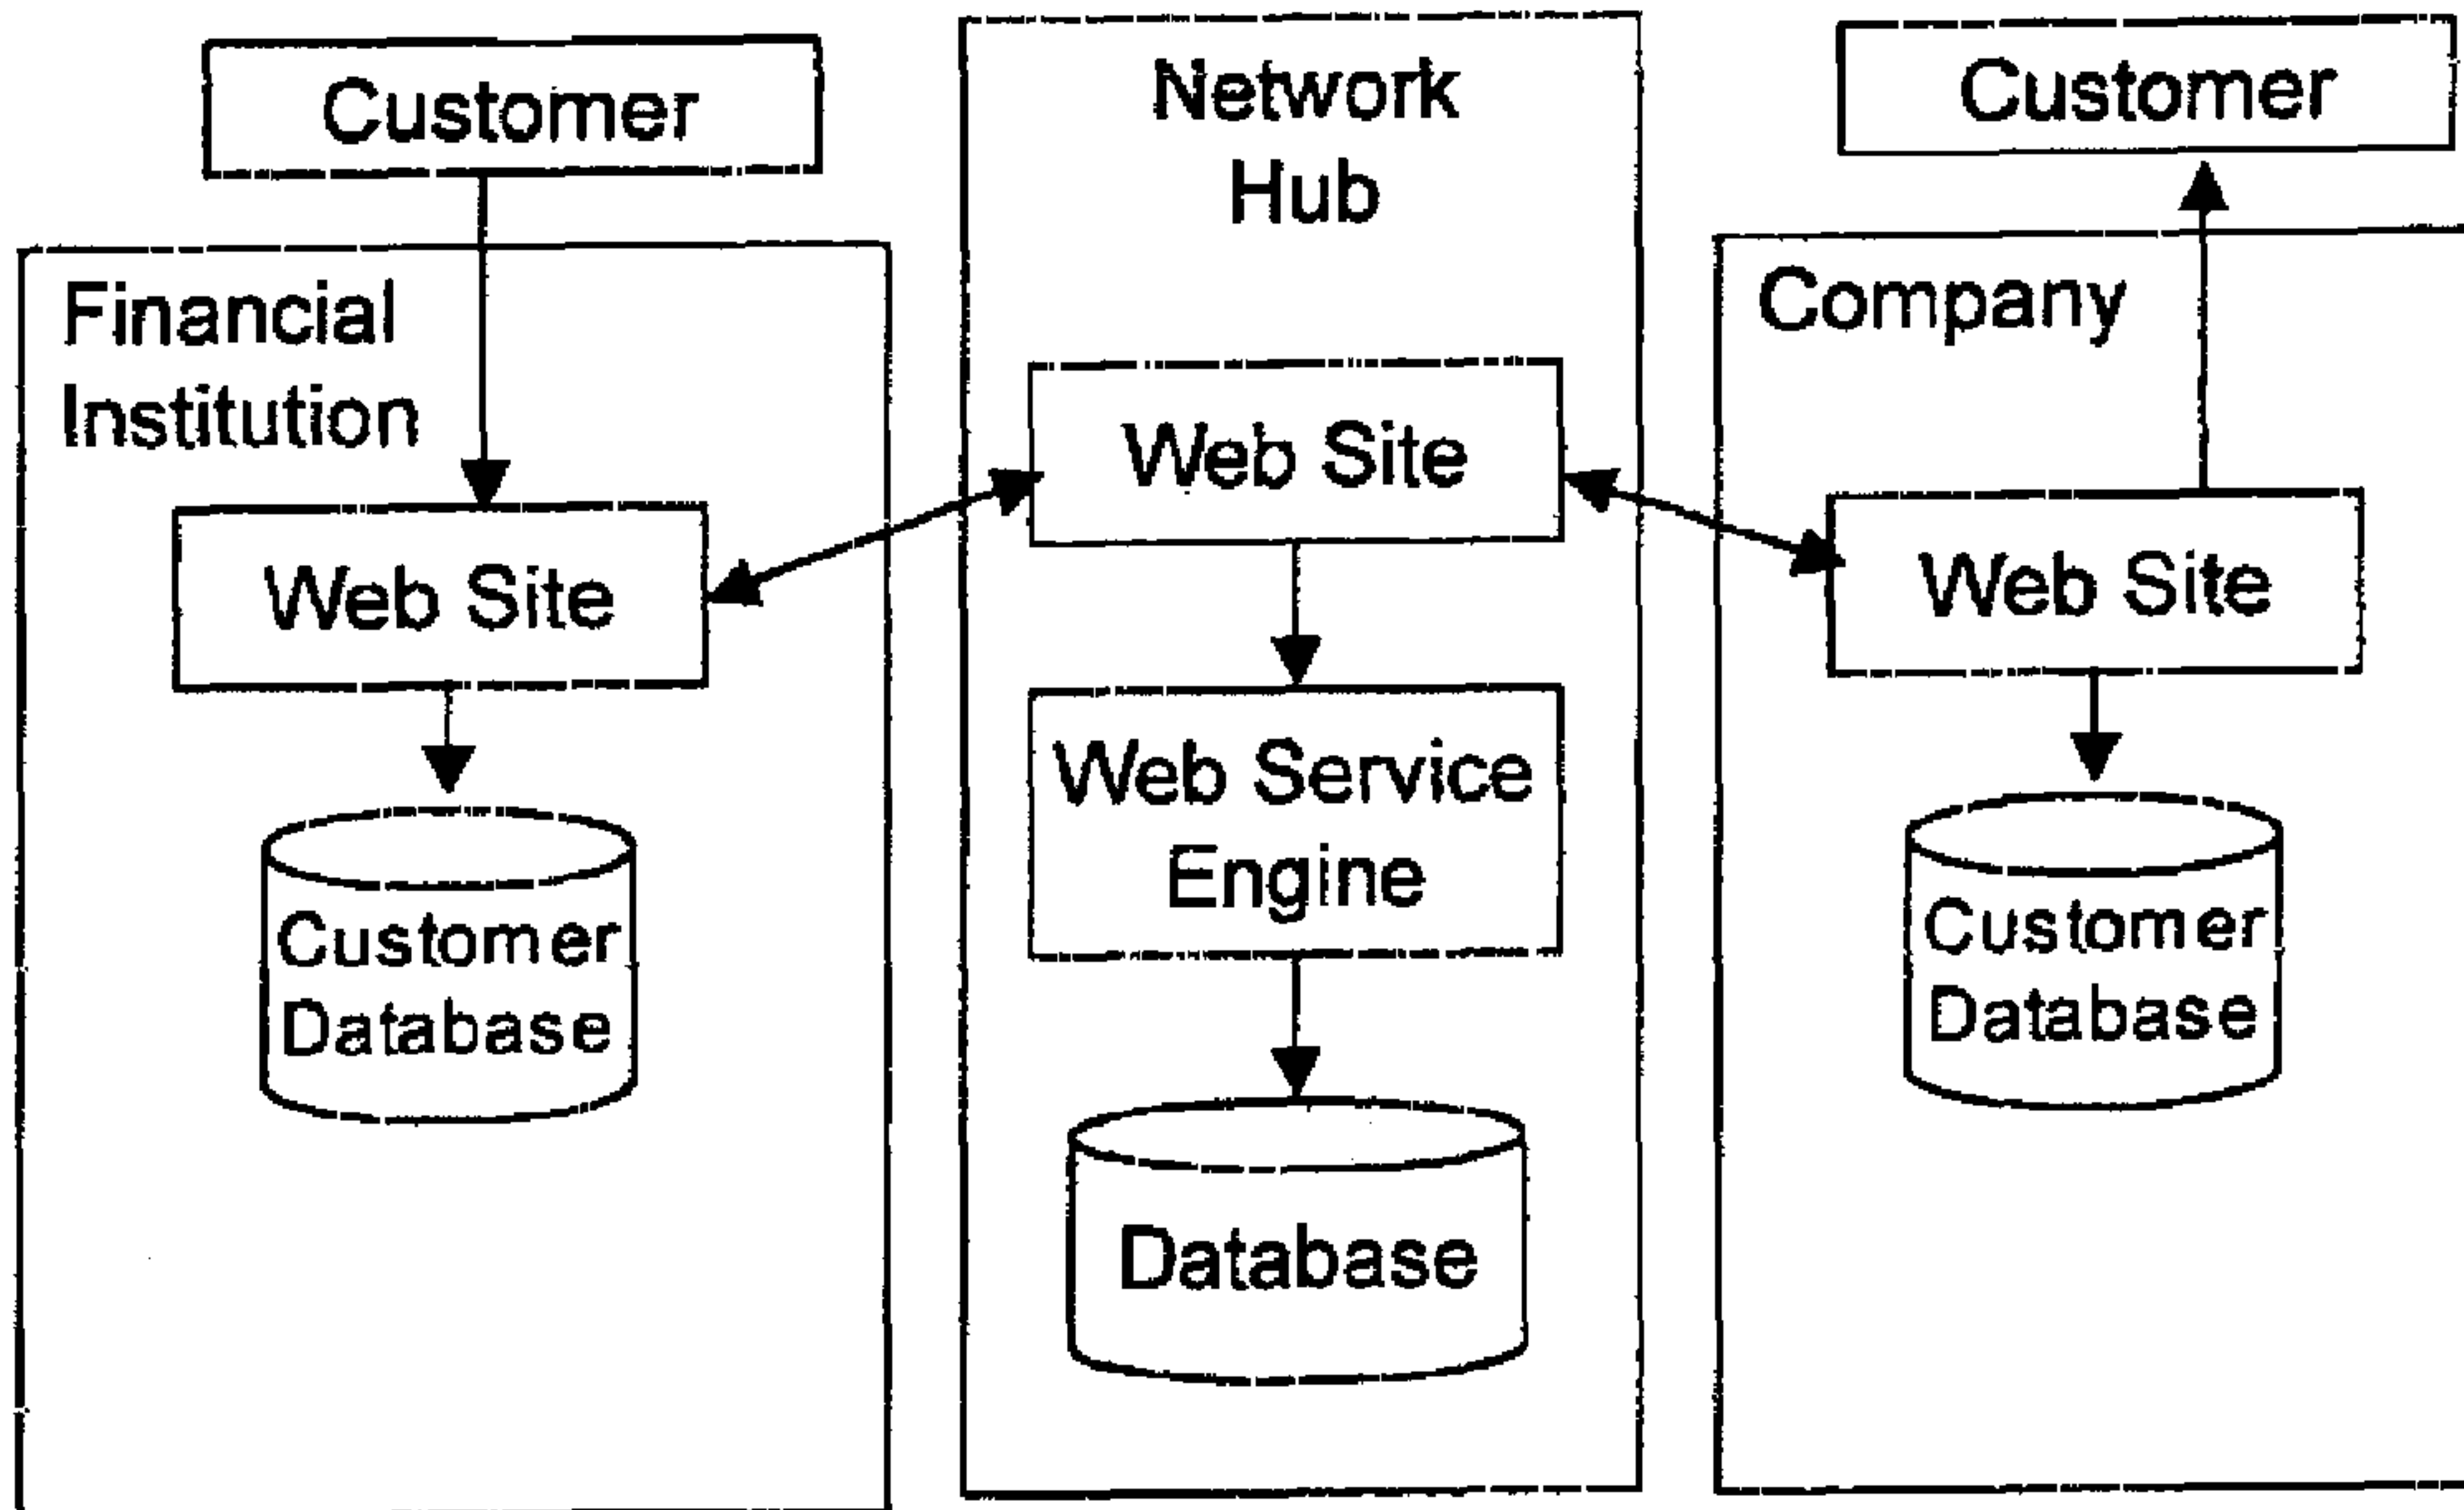 Customer
Financial
Institution
Web Site
Customer
Database
Network
Hub
Web Site
Web Service
Engine
Database
Customer
Company
Web Site
Customer
Database